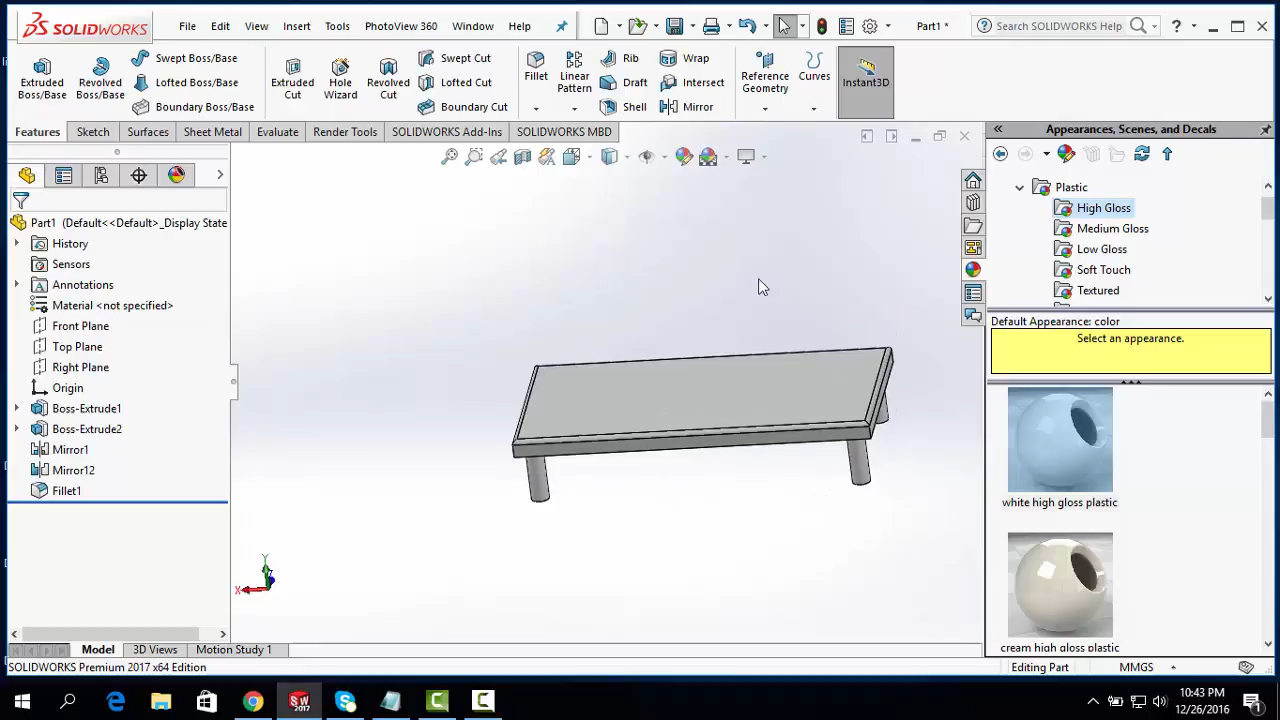 SOLIDWORKS
File Edit View Insert Tools PhotoView 360 Window Help
Part1 *
Search SOLIDWORKS Help
Extruded Boss/Base
Revolved Boss/Base
Swept Boss/Base
Lofted Boss/Base
Boundary Boss/Base
Extruded Cut
Hole Wizard
Revolved Cut
Swept Cut
Lofted Cut
Boundary Cut
Fillet
Linear Pattern
Rib
Draft
Shell
Wrap
Intersect
Mirror
Reference Geometry
Curves
Instant3D
Features Sketch Surfaces Sheet Metal Evaluate Render Tools SOLIDWORKS Add-Ins SOLIDWORKS MBD
Part1 (Default<<Default>_Display State
History
Sensors
Annotations
Material <not specified>
Front Plane
Top Plane
Right Plane
Origin
Boss-Extrude1
Boss-Extrude2
Mirror1
Mirror12
Fillet1
Y
X
Appearances, Scenes, and Decals
Plastic
High Gloss
Medium Gloss
Low Gloss
Soft Touch
Textured
Default Appearance: color
Select an appearance.
white high gloss plastic
cream high gloss plastic
Model 3D Views Motion Study 1
SOLIDWORKS Premium 2017 x64 Edition
Editing Part
MMGS
SW
2017
10:43 PM
12/26/2016
1